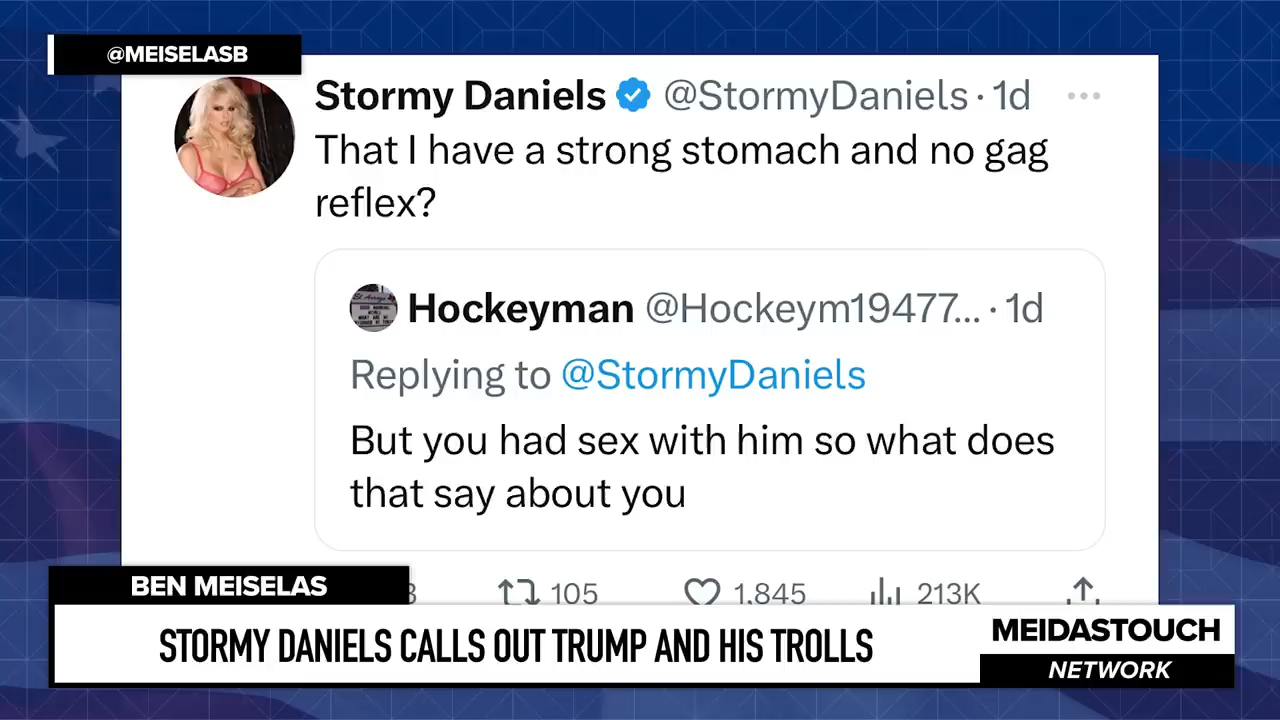 @MEISELASB
Stormy Daniels @StormyDaniels · 1d
That I have a strong stomach and no gag
reflex?
Hockeyman @Hockeym19477... · 1d
Replying to @StormyDaniels
But you had sex with him so what does
that say about you
105 1,845 213K
BEN MEISELAS
STORMY DANIELS CALLS OUT TRUMP AND HIS TROLLS
MEIDASTOUCH
NETWORK